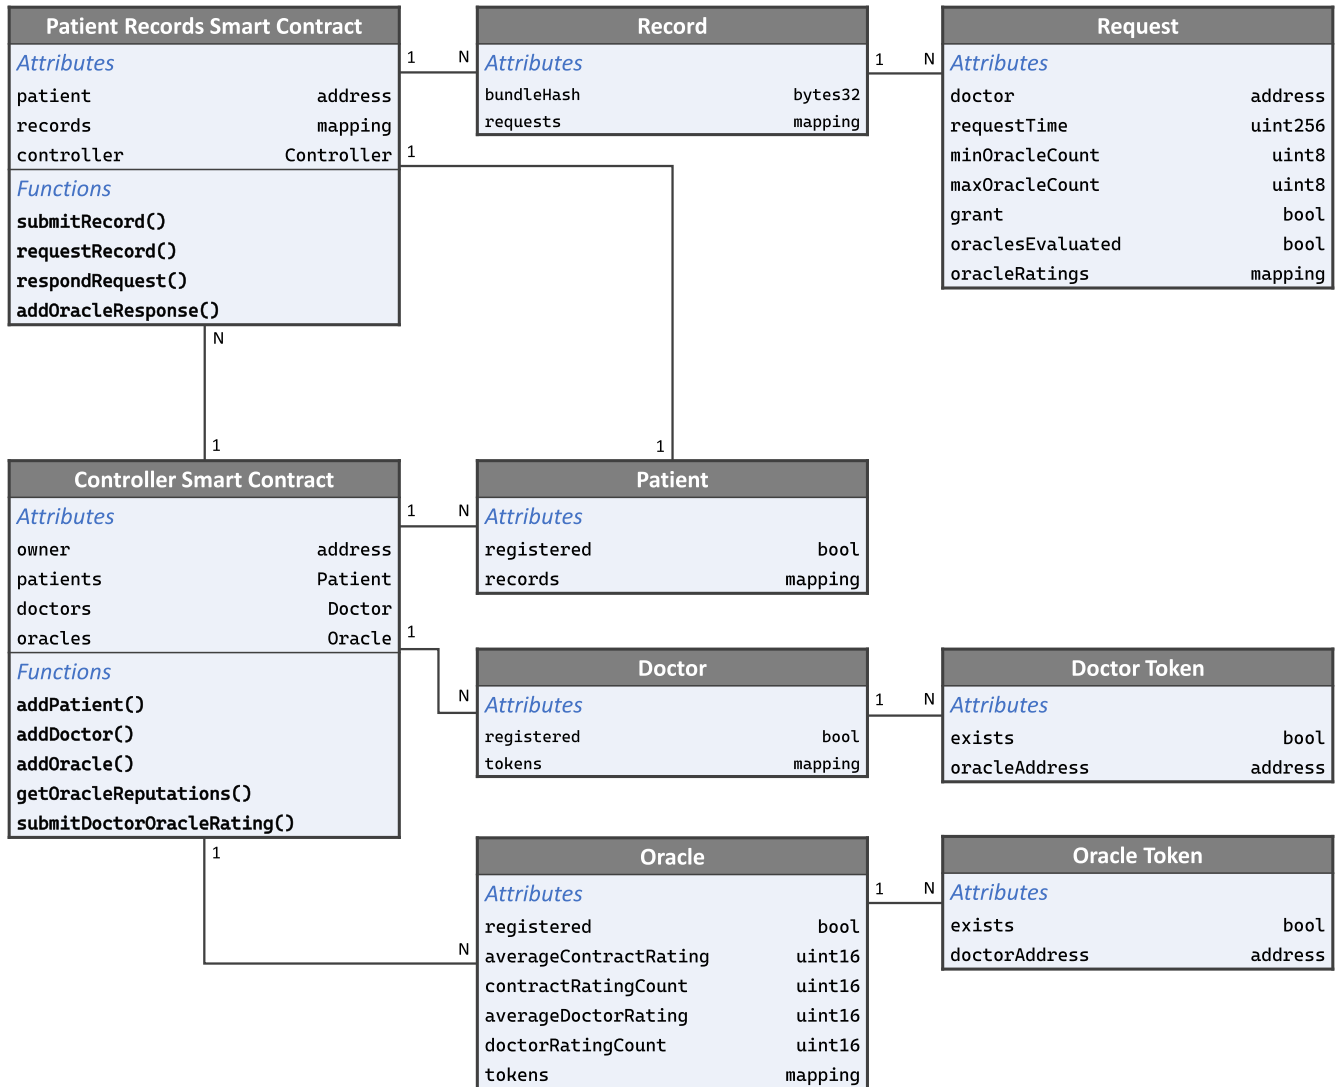 Patient Records Smart Contract
Attributes
patient address
records mapping
controller Controller
Functions
submitRecord()
requestRecord()
respondRequest()
addOracleResponse()
1 N
Record
Attributes
bundleHash bytes32
requests mapping
1 N
Request
Attributes
doctor address
requestTime uint256
minOracleCount uint8
maxOracleCount uint8
grant bool
oraclesEvaluated bool
oracleRatings mapping
1
1
N
1
Controller Smart Contract
Attributes
owner address
patients Patient
doctors Doctor
oracles Oracle
Functions
addPatient()
addDoctor()
addOracle()
getOracleReputations()
submitDoctorOracleRating()
1 N
Patient
Attributes
registered bool
records mapping
1
N
Doctor
Attributes
registered bool
tokens mapping
1 N
Doctor Token
Attributes
exists bool
oracleAddress address
1
N
Oracle
Attributes
registered bool
averageContractRating uint16
contractRatingCount uint16
averageDoctorRating uint16
doctorRatingCount uint16
tokens mapping
1 N
Oracle Token
Attributes
exists bool
doctorAddress address